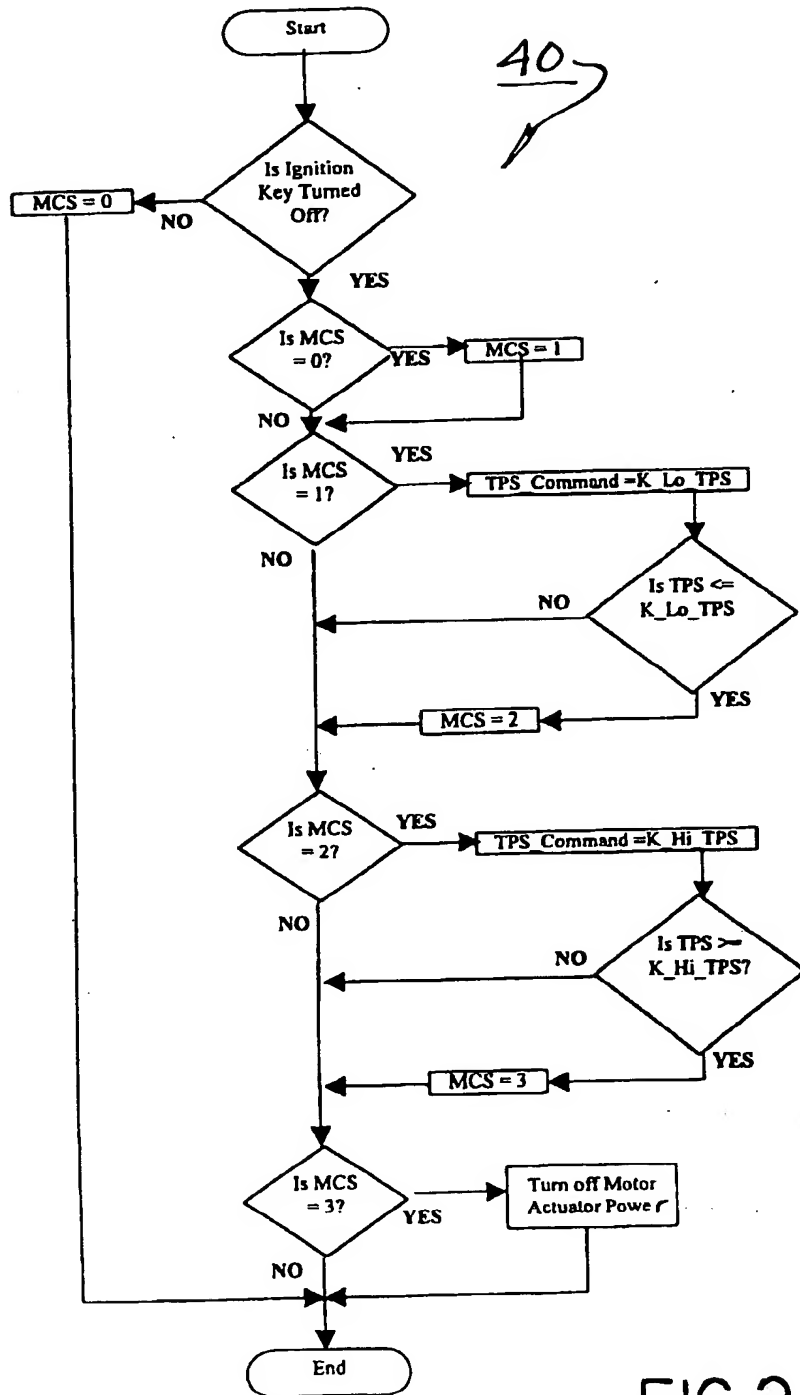 Start
40
Is Ignition
Key Turned
Off?
MCS = 0
NO
YES
Is MCS
= 0?
YES
MCS = 1
NO
Is MCS
= 1?
YES
TPS_Command =K_Lo_TPS
NO
Is TPS <=
K_Lo_TPS
NO
YES
MCS = 2
Is MCS
= 2?
YES
TPS_Command =K_Hi_TPS
NO
Is TPS >=
K_Hi_TPS?
NO
YES
MCS = 3
Is MCS
= 3?
YES
Turn off Motor
Actuator Power
NO
End